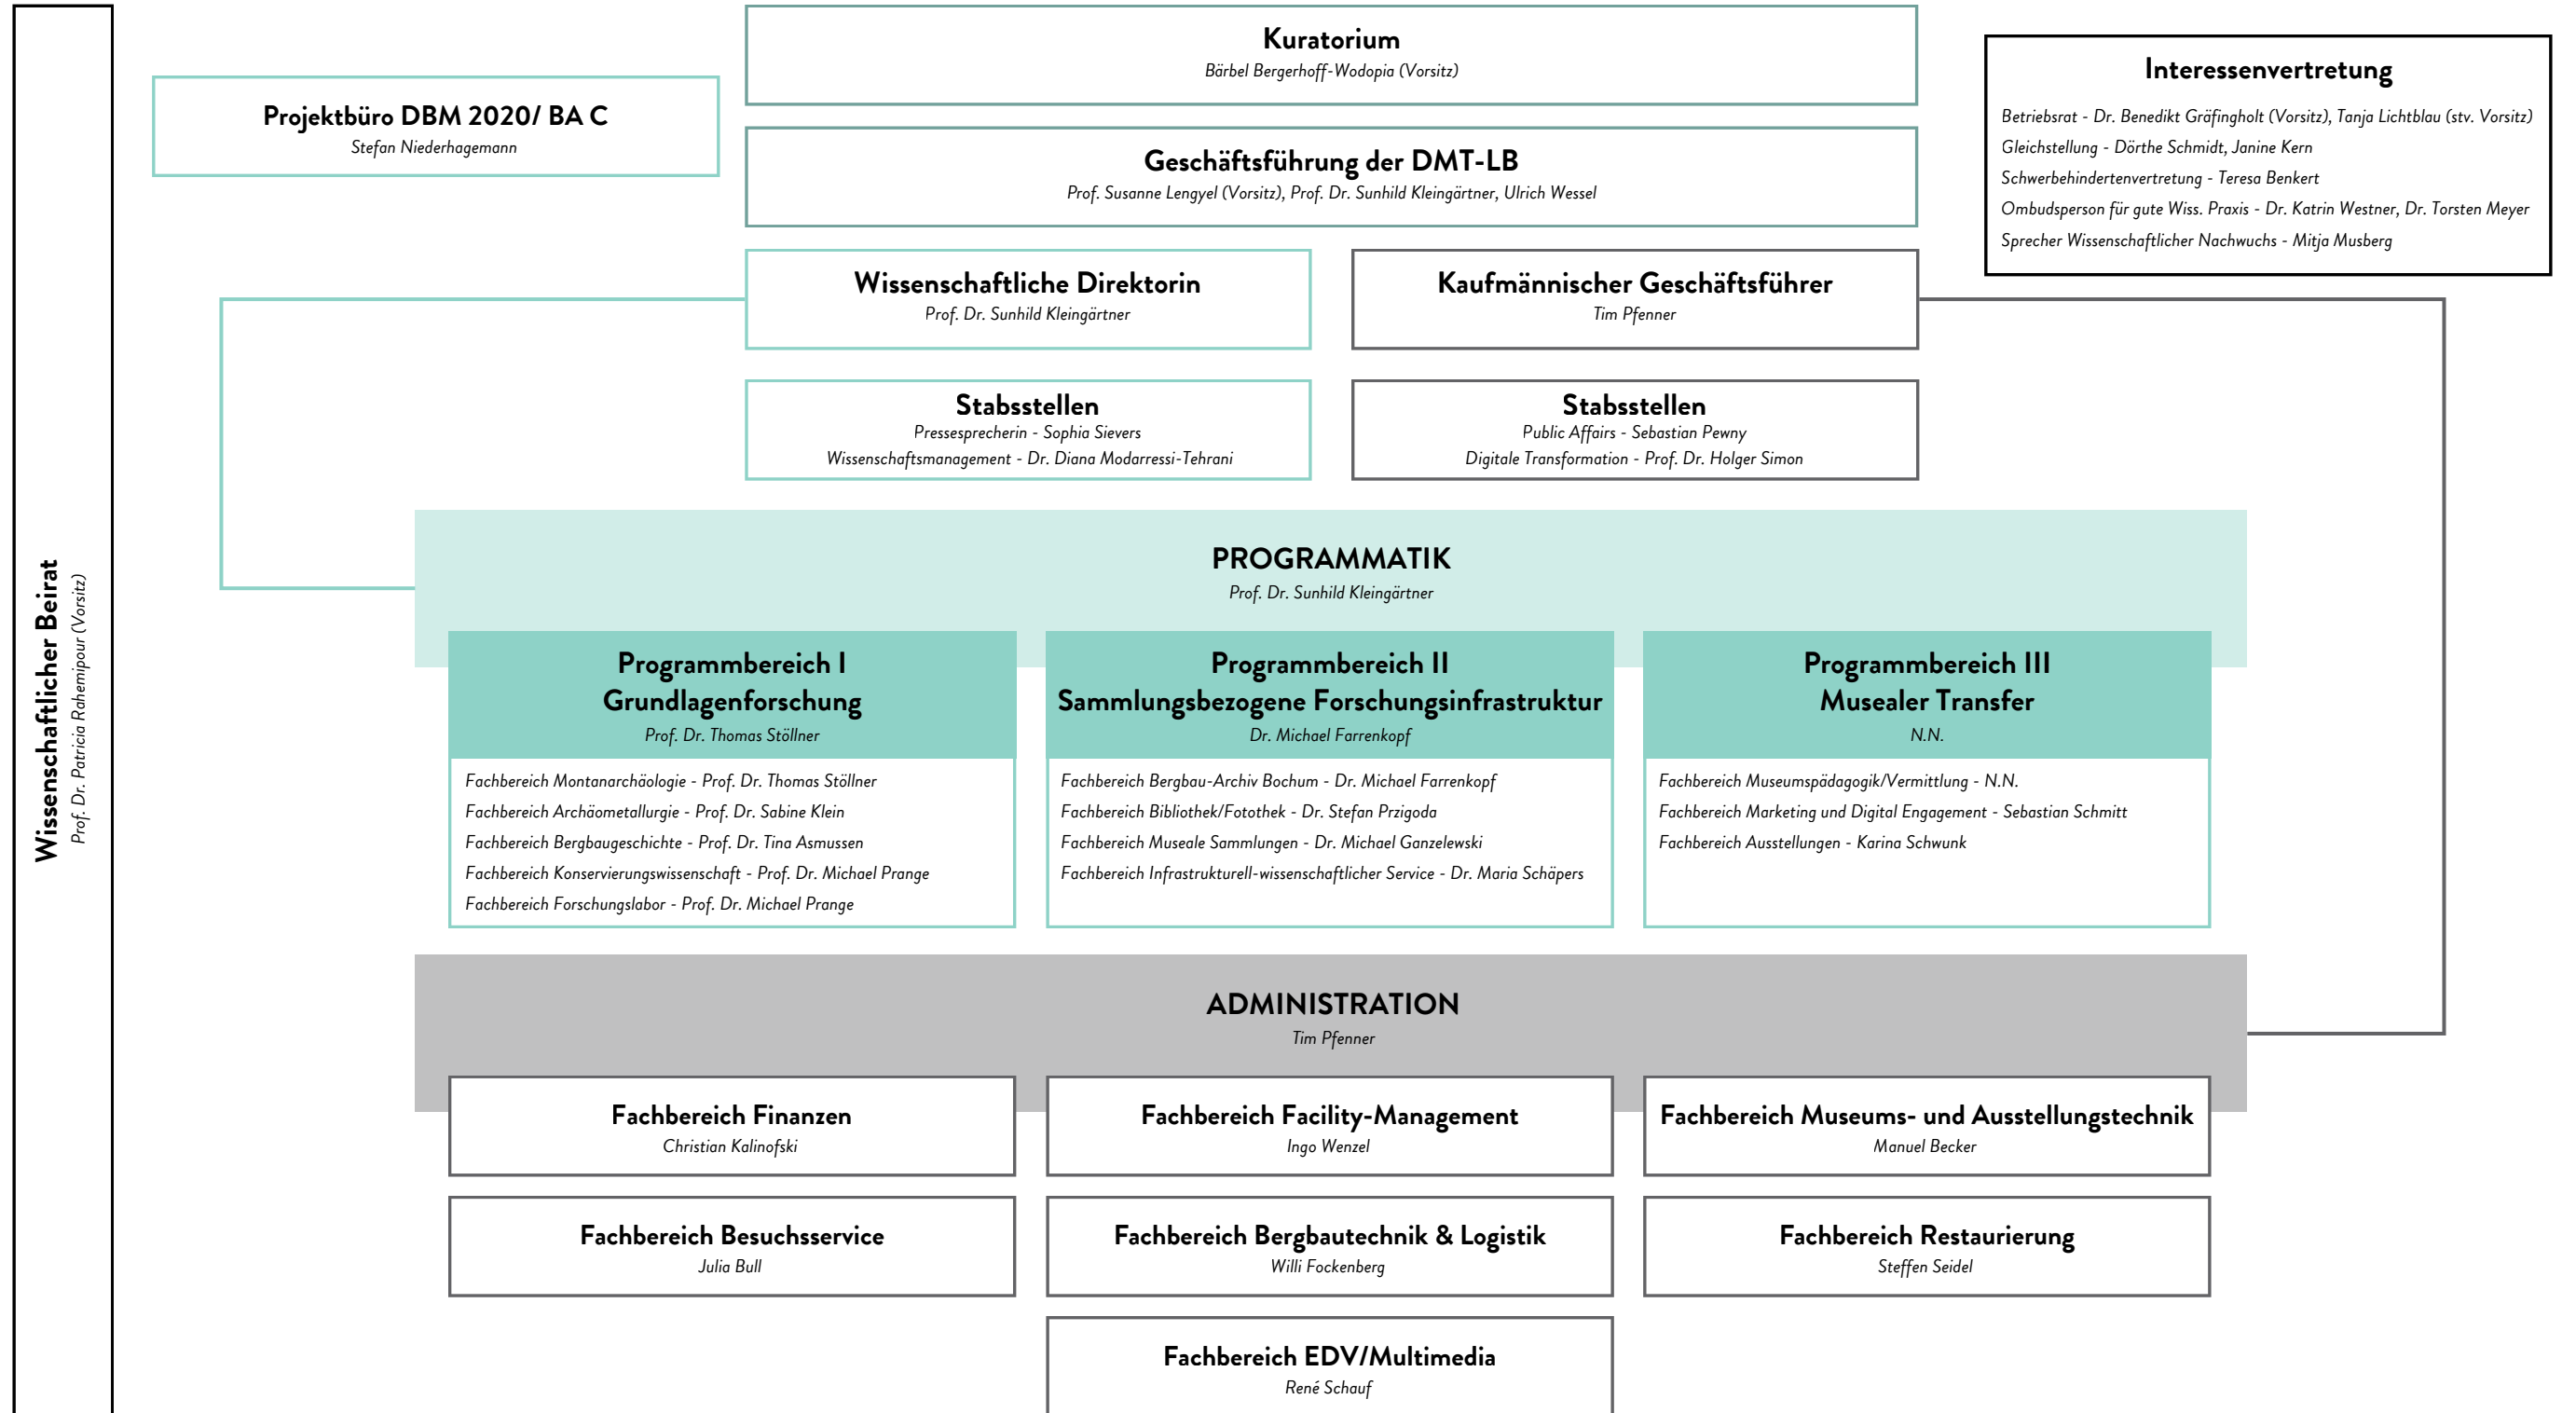 Wissenschaftlicher Beirat
Prof. Dr. Patricia Rahemipour (Vorsitz)
Projektbüro DBM 2020/ BA C
Stefan Niederhagemann
Kuratorium
Bärbel Bergerhoff-Wodopia (Vorsitz)
Geschäftsführung der DMT-LB
Prof. Susanne Lengyel (Vorsitz), Prof. Dr. Sunhild Kleingärtner, Ulrich Wessel
Interessenvertretung
Betriebsrat - Dr. Benedikt Gräfingholt (Vorsitz), Tanja Lichtblau (stv. Vorsitz)
Gleichstellung - Dörthe Schmidt, Janine Kern
Schwerbehindertenvertretung - Teresa Benkert
Ombudsperson für gute Wiss. Praxis - Dr. Katrin Westner, Dr. Torsten Meyer
Sprecher Wissenschaftlicher Nachwuchs - Mitja Musberg
Wissenschaftliche Direktorin
Prof. Dr. Sunhild Kleingärtner
Kaufmännischer Geschäftsführer
Tim Pfenner
Stabsstellen
Pressesprecherin - Sophia Sievers
Wissenschaftsmanagement - Dr. Diana Modarressi-Tehrani
Stabsstellen
Public Affairs - Sebastian Pewny
Digitale Transformation - Prof. Dr. Holger Simon
PROGRAMMATIK
Prof. Dr. Sunhild Kleingärtner
Programmbereich I
Grundlagenforschung
Prof. Dr. Thomas Stöllner
Fachbereich Montanarchäologie - Prof. Dr. Thomas Stöllner
Fachbereich Archäometallurgie - Prof. Dr. Sabine Klein
Fachbereich Bergbaugeschichte - Prof. Dr. Tina Asmussen
Fachbereich Konservierungswissenschaft - Prof. Dr. Michael Prange
Fachbereich Forschungslabor - Prof. Dr. Michael Prange
Programmbereich II
Sammlungsbezogene Forschungsinfrastruktur
Dr. Michael Farrenkopf
Fachbereich Bergbau-Archiv Bochum - Dr. Michael Farrenkopf
Fachbereich Bibliothek/Fotothek - Dr. Stefan Przigoda
Fachbereich Museale Sammlungen - Dr. Michael Ganzelewski
Fachbereich Infrastrukturell-wissenschaftlicher Service - Dr. Maria Schäpers
Programmbereich III
Musealer Transfer
N.N.
Fachbereich Museumspädagogik/Vermittlung - N.N.
Fachbereich Marketing und Digital Engagement - Sebastian Schmitt
Fachbereich Ausstellungen - Karina Schwunk
ADMINISTRATION
Tim Pfenner
Fachbereich Finanzen
Christian Kalinofski
Fachbereich Facility-Management
Ingo Wenzel
Fachbereich Museums- und Ausstellungstechnik
Manuel Becker
Fachbereich Besuchsservice
Julia Bull
Fachbereich Bergbautechnik & Logistik
Willi Fockenberg
Fachbereich Restaurierung
Steffen Seidel
Fachbereich EDV/Multimedia
René Schauf